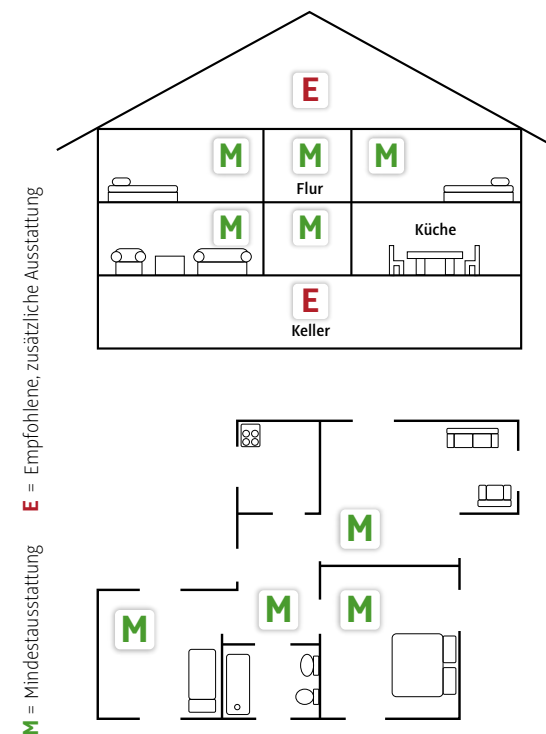 E
M
M
M
Flur
M
M
Küche
E
Keller
E = Empfohlene, zusätzliche Ausstattung
M = Mindestausstattung
M
M
M
M